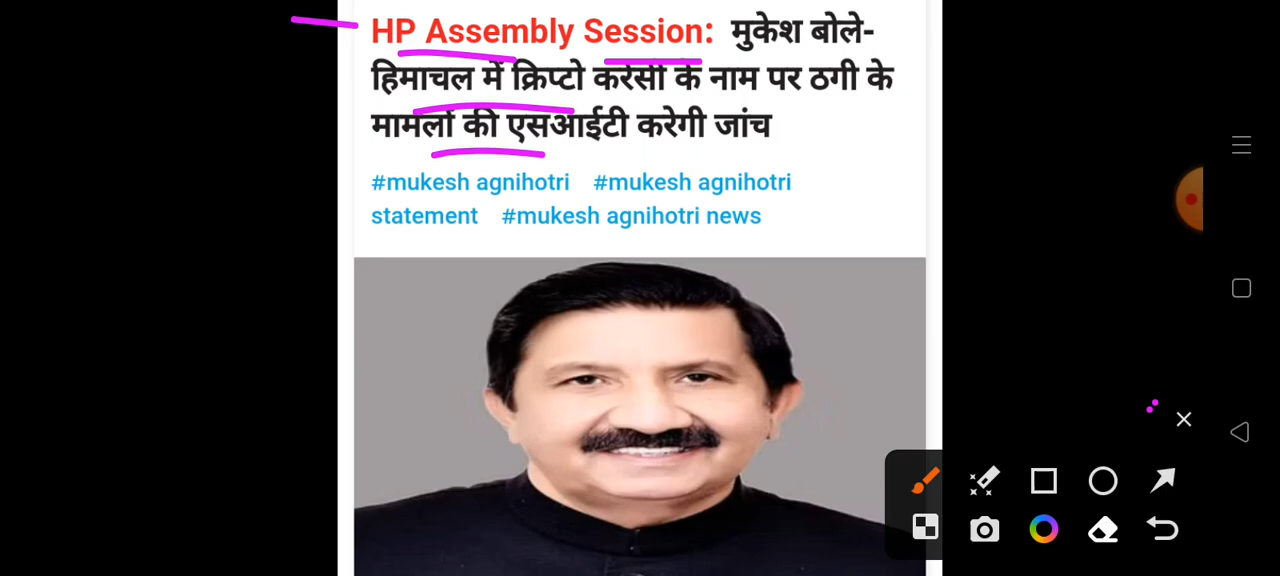 HP Assembly Session: मुकेश बोले-
हिमाचल में क्रिप्टो करेंसी के नाम पर ठगी के
मामलों की एसआईटी करेगी जांच
#mukesh agnihotri #mukesh agnihotri
statement #mukesh agnihotri news